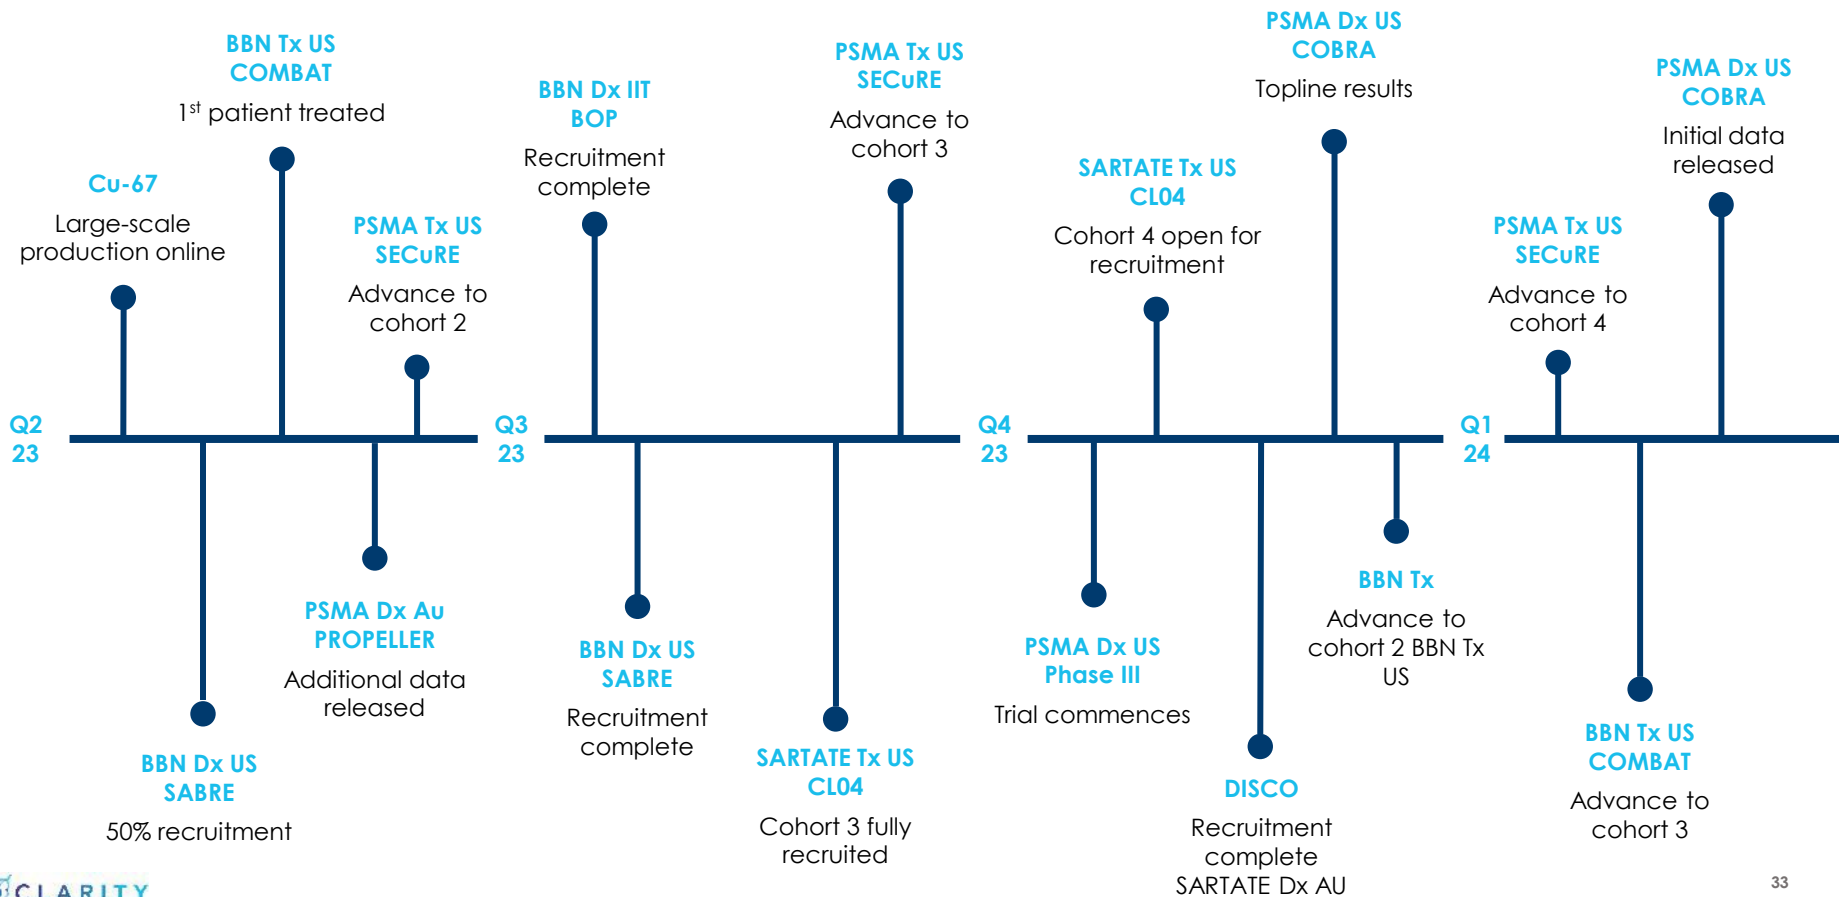 Q2
23
Cu-67
Large-scale
production online
BBN Dx US
SABRE
50% recruitment
BBN Tx US
COMBAT
1st patient treated
PSMA Dx Au
PROPELLER
Additional data
released
PSMA Tx US
SECuRE
Advance to
cohort 2
Q3
23
BBN Dx IIT
BOP
Recruitment
complete
BBN Dx US
SABRE
Recruitment
complete
SARTATE Tx US
CL04
Cohort 3 fully
recruited
PSMA Tx US
SECuRE
Advance to
cohort 3
Q4
23
PSMA Dx US
Phase III
Trial commences
SARTATE Tx US
CL04
Cohort 4 open for
recruitment
DISCO
Recruitment
complete
SARTATE Dx AU
PSMA Dx US
COBRA
Topline results
BBN Tx
Advance to
cohort 2 BBN Tx
US
Q1
24
PSMA Tx US
SECuRE
Advance to
cohort 4
BBN Tx US
COMBAT
Advance to
cohort 3
PSMA Dx US
COBRA
Initial data
released
CLARITY
33